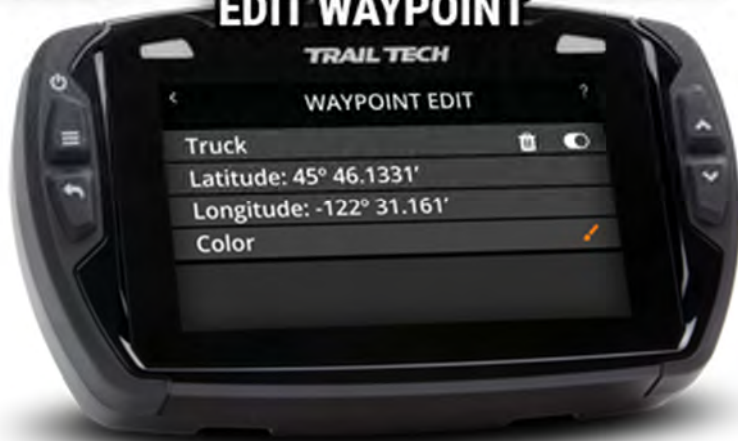 EDIT WAYPOINT
TRAIL TECH
WAYPOINT EDIT
?
Truck
Latitude: 45° 46.1331'
Longitude: -122° 31.161'
Color